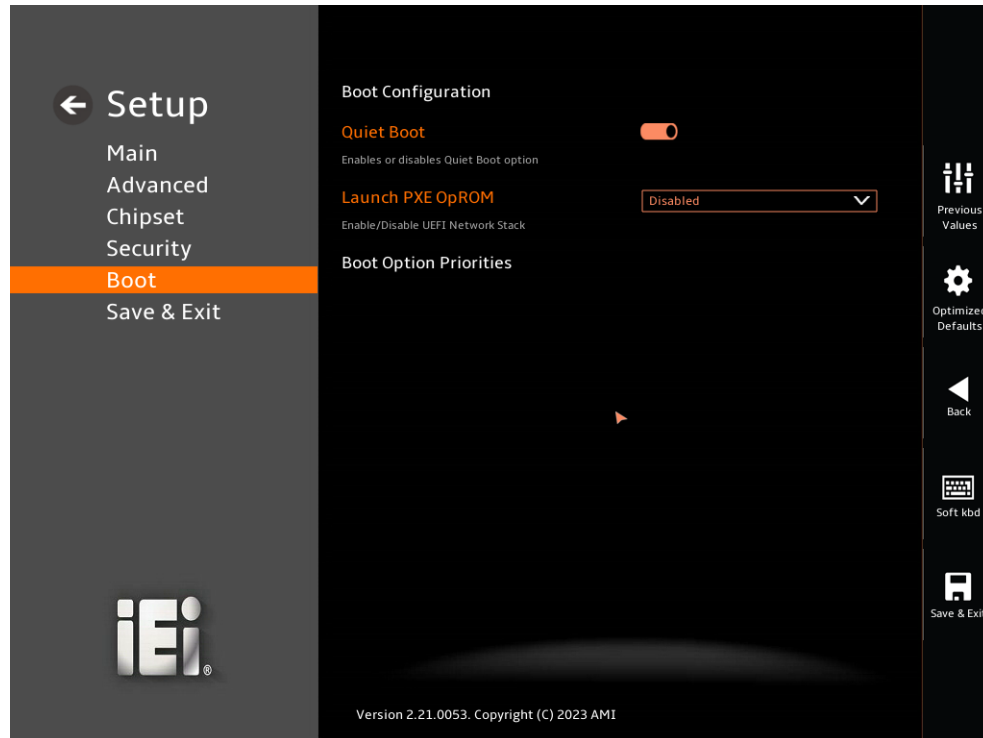 Setup
Main
Advanced
Chipset
Security
Boot
Save & Exit
iEi®
Boot Configuration
Quiet Boot
Enables or disables Quiet Boot option
Launch PXE OpROM
Disabled
Enable/Disable UEFI Network Stack
Boot Option Priorities
Version 2.21.0053. Copyright (C) 2023 AMI
Previous
Values
Optimized
Defaults
Back
Soft kbd
Save & Exit